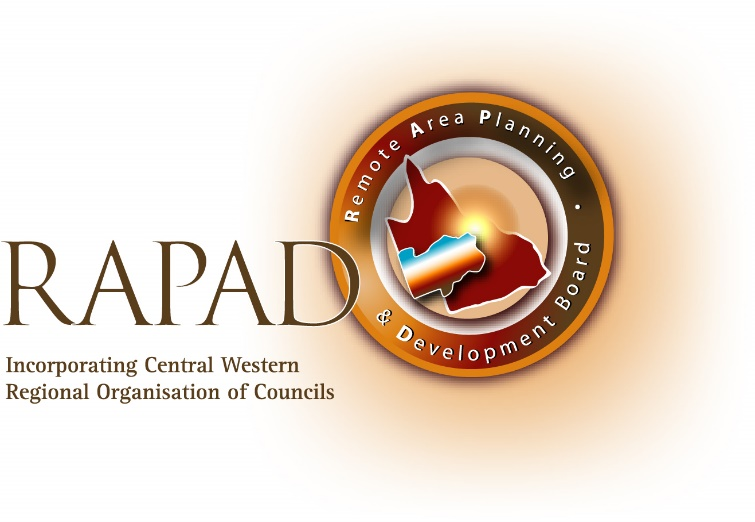 RAPAD
Incorporating Central Western
Regional Organisation of Councils
Remote Area Planning •
& Development Board